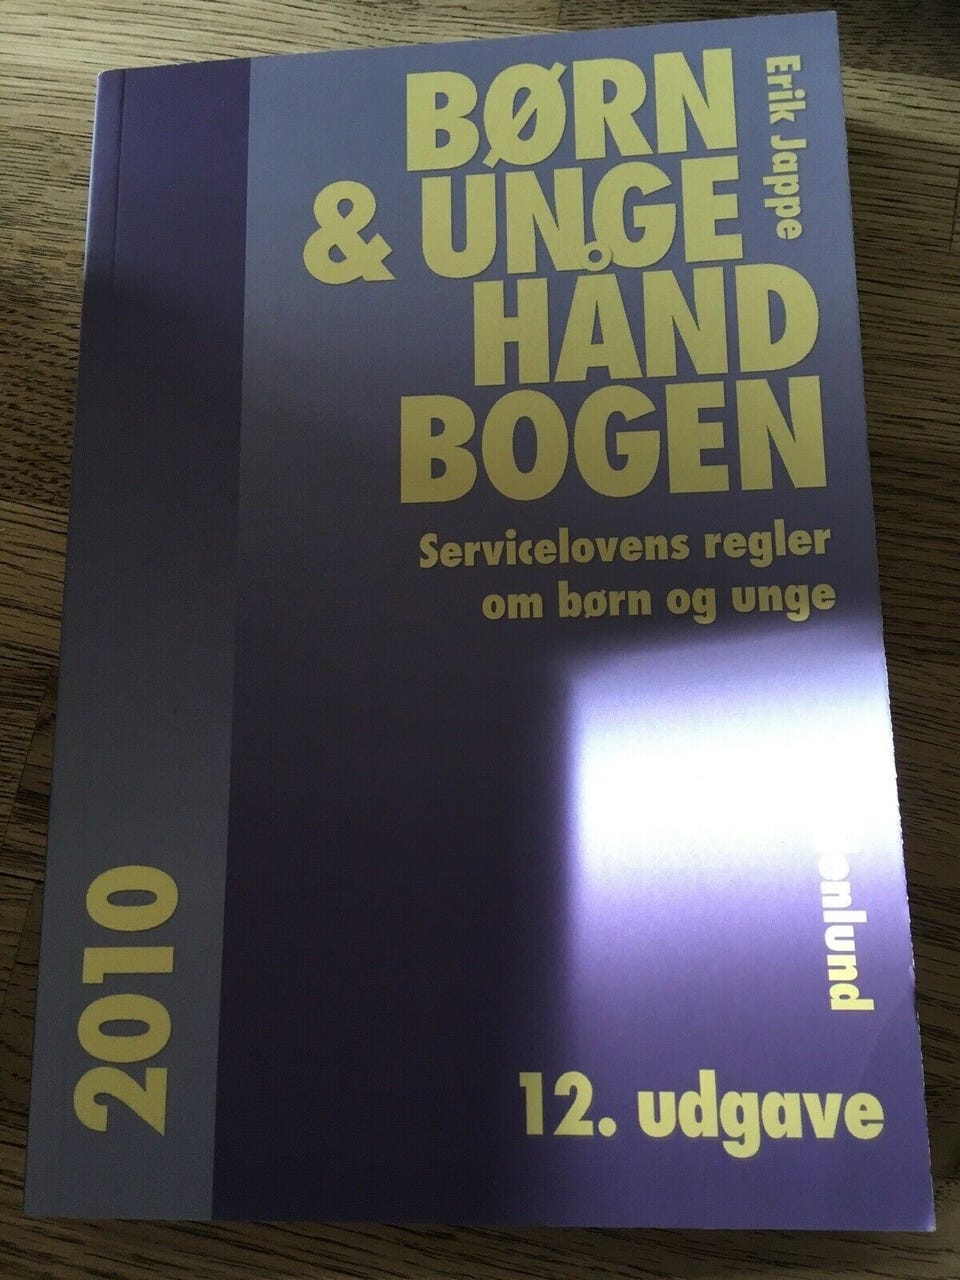 BØRN
& UNGE
HÅND
BOGEN
Erik Jappe
Servicelovens regler
om børn og unge
2010
12. udgave